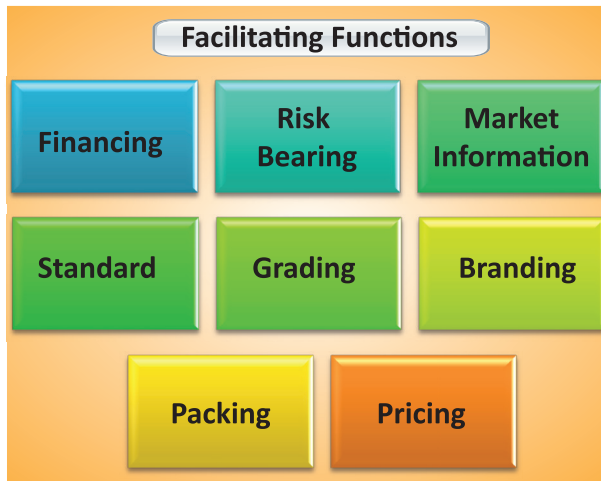 Facilitating Functions
Financing
Risk
Bearing
Market
Information
Standard
Grading
Branding
Packing
Pricing